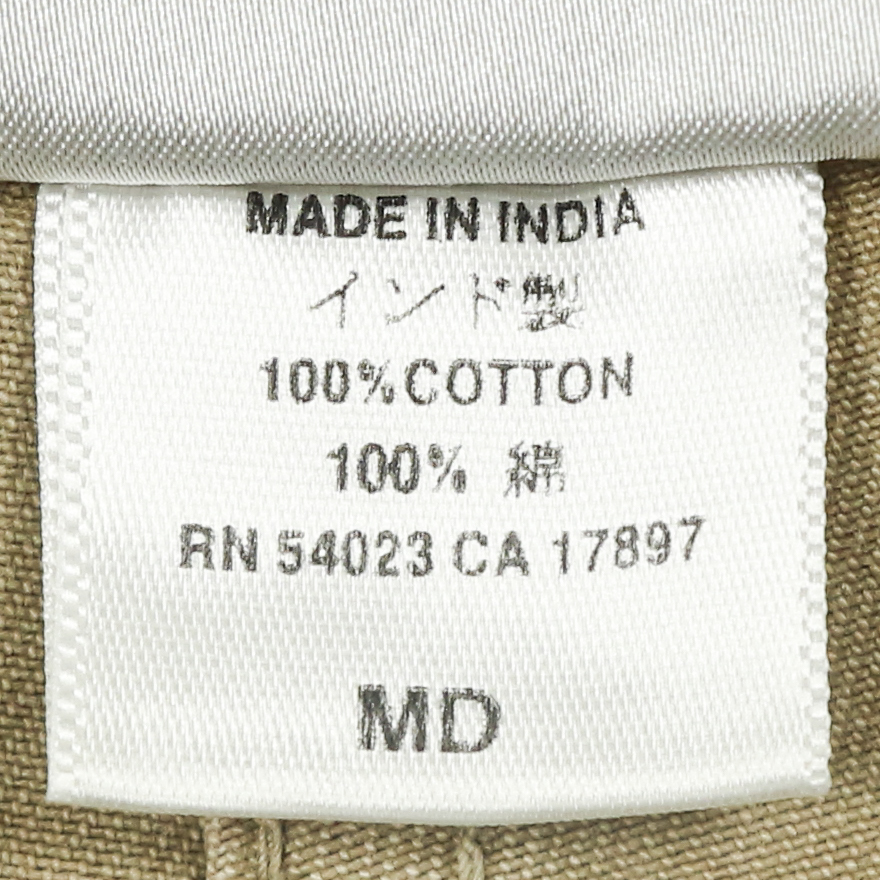 MADE IN INDIA
インド製
100% COTTON
100% 綿
RN 54023 CA 17897
MD